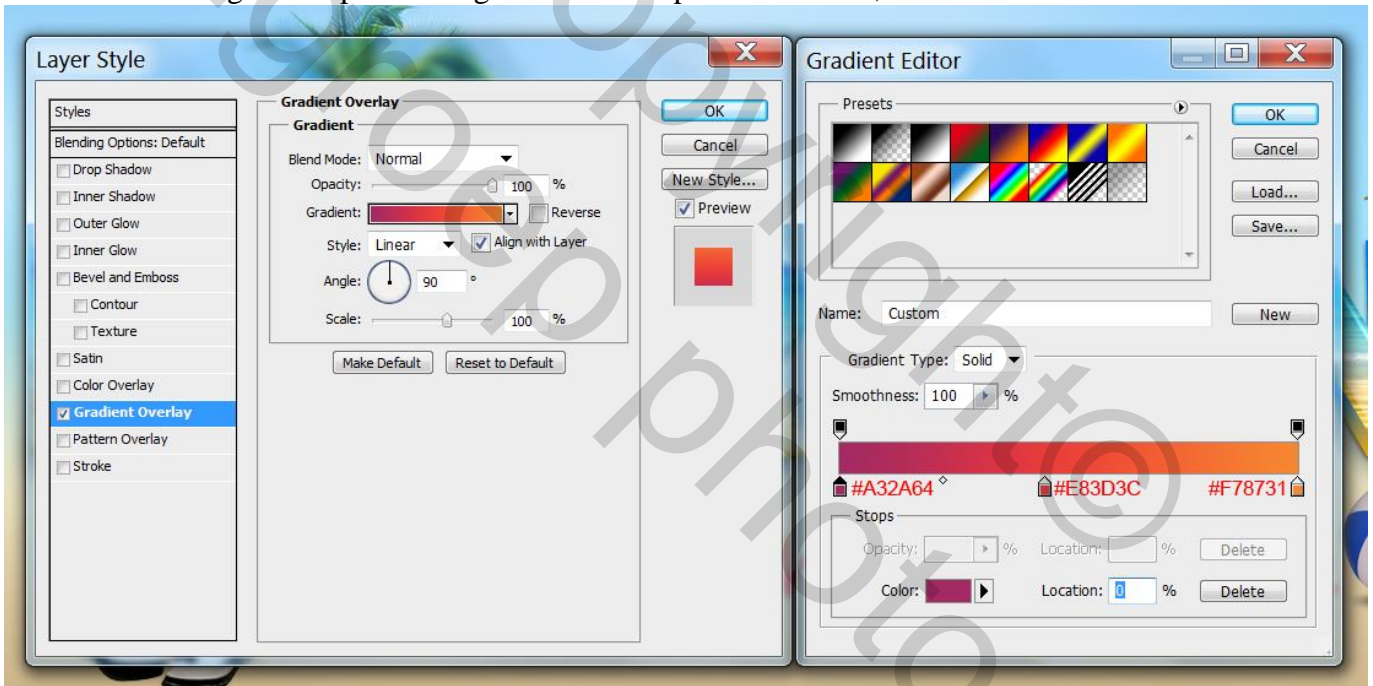 Layer Style
Styles
Blending Options: Default
Drop Shadow
Inner Shadow
Outer Glow
Inner Glow
Bevel and Emboss
Contour
Texture
Satin
Color Overlay
Gradient Overlay
Pattern Overlay
Stroke
Gradient Overlay
Gradient
Blend Mode: Normal
Opacity: 100 %
Gradient: Reverse
Style: Linear Align with Layer
Angle: 90 °
Scale: 100 %
Make Default Reset to Default
OK
Cancel
New Style...
Preview
Gradient Editor
Presets
OK
Cancel
Load...
Save...
Name: Custom
New
Gradient Type: Solid
Smoothness: 100 %
#A32A64 #E83D3C #F78731
Stops
Opacity: % Location: % Delete
Color: Location: 0 % Delete